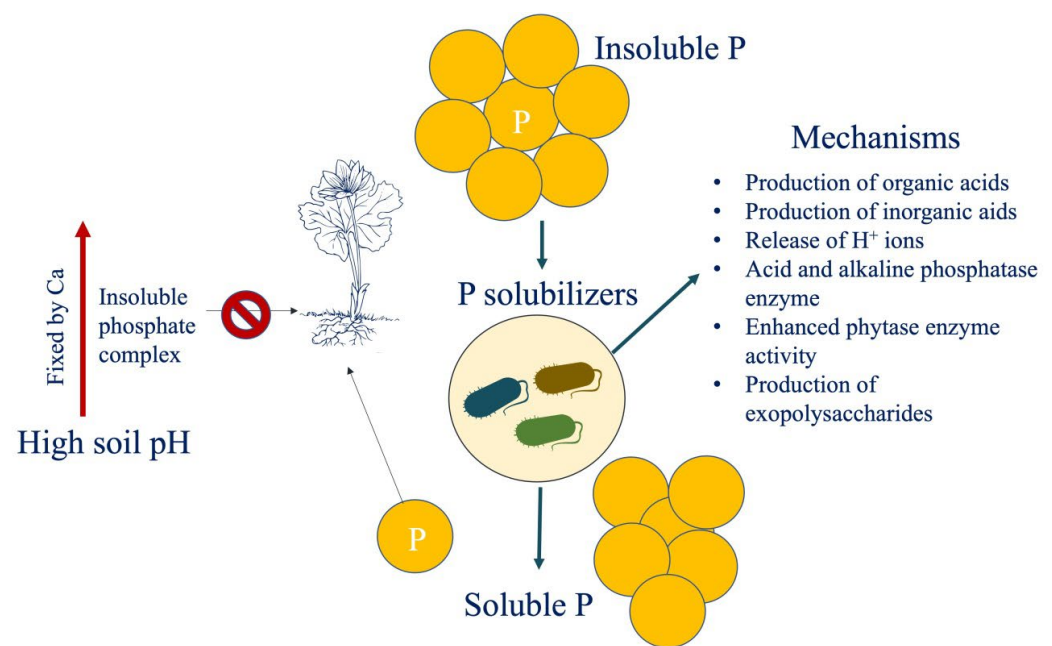 Insoluble P
P
Mechanisms
• Production of organic acids
• Production of inorganic aids
• Release of H⁺ ions
• Acid and alkaline phosphatase
enzyme
• Enhanced phytase enzyme
activity
• Production of
exopolysaccharides
P solubilizers
Fixed by Ca
Insoluble
phosphate
complex
High soil pH
P
Soluble P